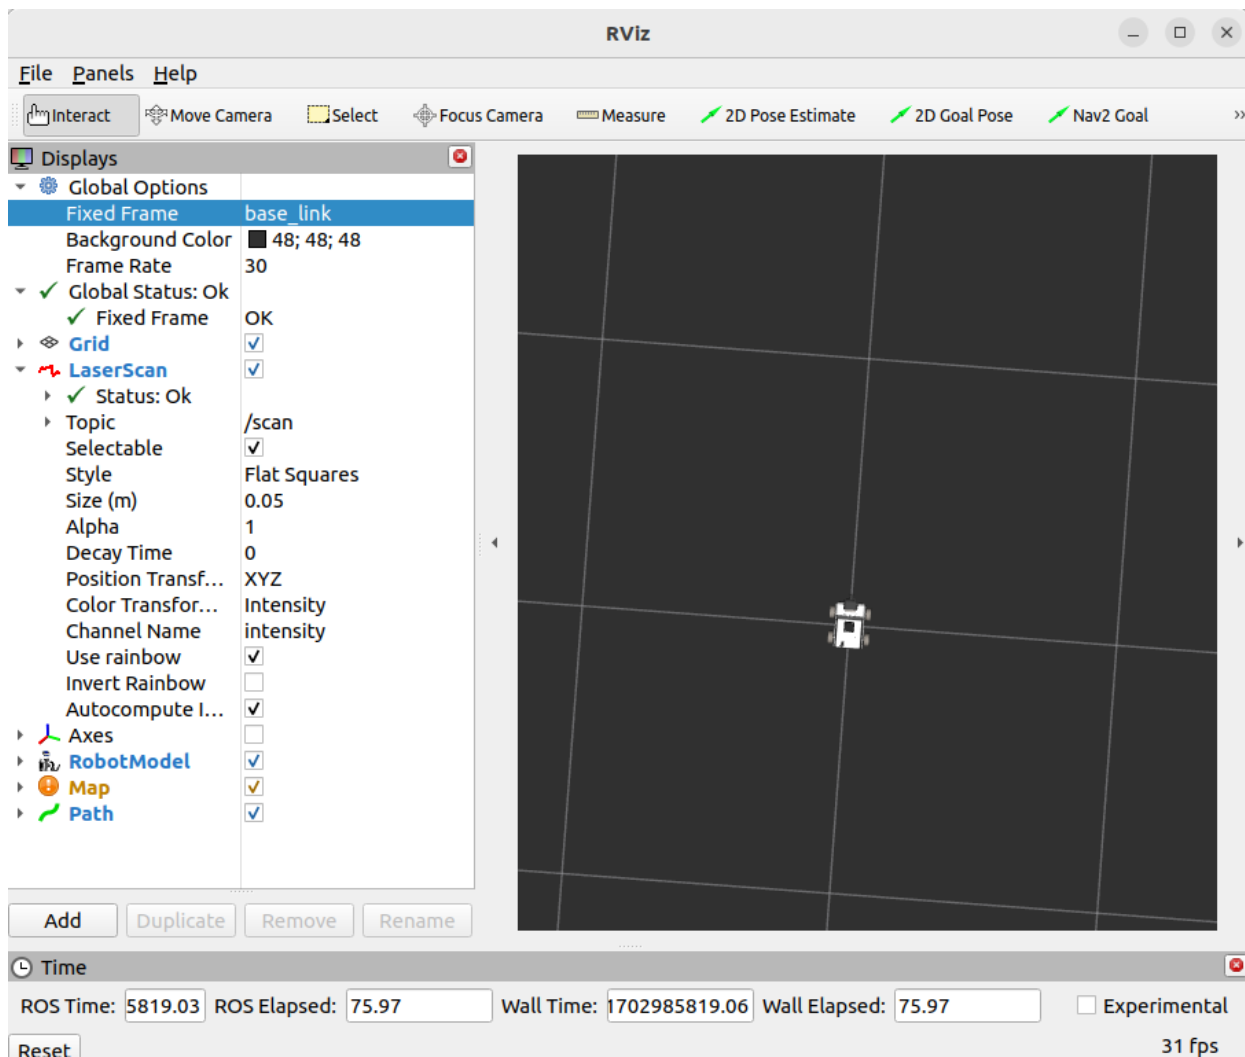 RViz
File Panels Help
Interact Move Camera Select Focus Camera Measure 2D Pose Estimate 2D Goal Pose Nav2 Goal
Displays
Global Options
Fixed Frame base_link
Background Color 48; 48; 48
Frame Rate 30
Global Status: Ok
Fixed Frame OK
Grid
LaserScan
Status: Ok
Topic /scan
Selectable
Style Flat Squares
Size (m) 0.05
Alpha 1
Decay Time 0
Position Transf... XYZ
Color Transfor... Intensity
Channel Name intensity
Use rainbow
Invert Rainbow
Autocompute I...
Axes
RobotModel
Map
Path
Add Duplicate Remove Rename
Time
ROS Time: 5819.03 ROS Elapsed: 75.97 Wall Time: 1702985819.06 Wall Elapsed: 75.97 Experimental
Reset 31 fps